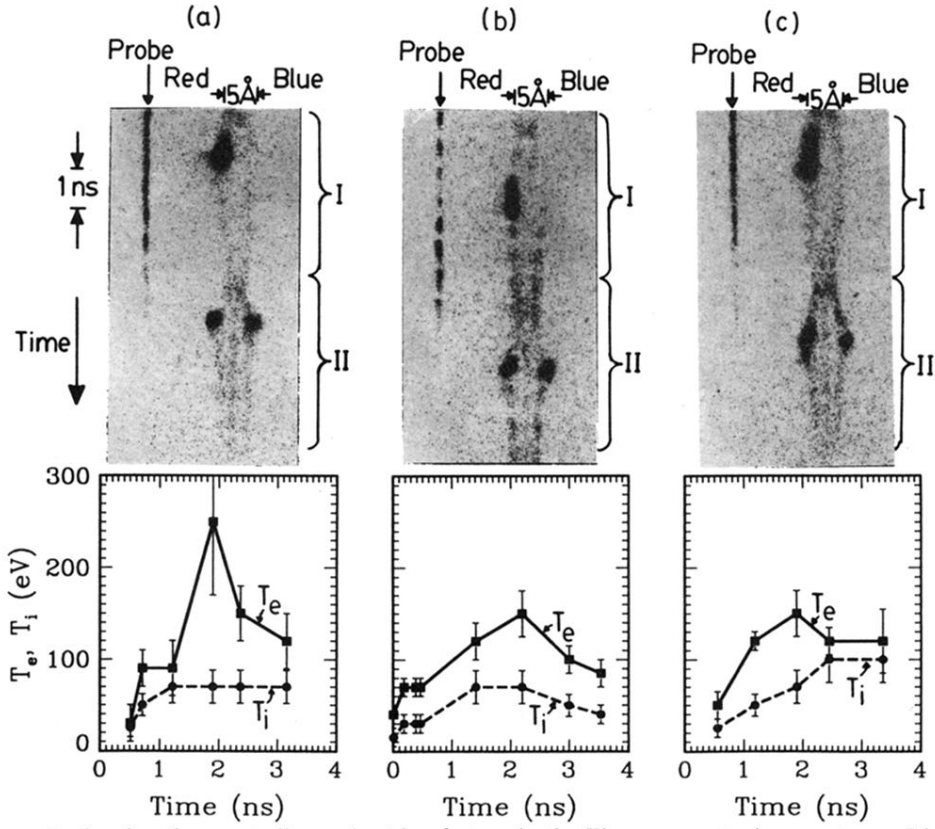 (a)
(b)
(c)
Probe
Red 5Å Blue
Probe
Red 5Å Blue
Probe
Red 5Å Blue
1ns
Time
I
II
I
II
I
II
Te, Ti (eV)
300
200
100
0
Te
Ti
0 1 2 3 4
Time (ns)
Te
Ti
0 1 2 3 4
Time (ns)
Te
Ti
0 1 2 3 4
Time (ns)